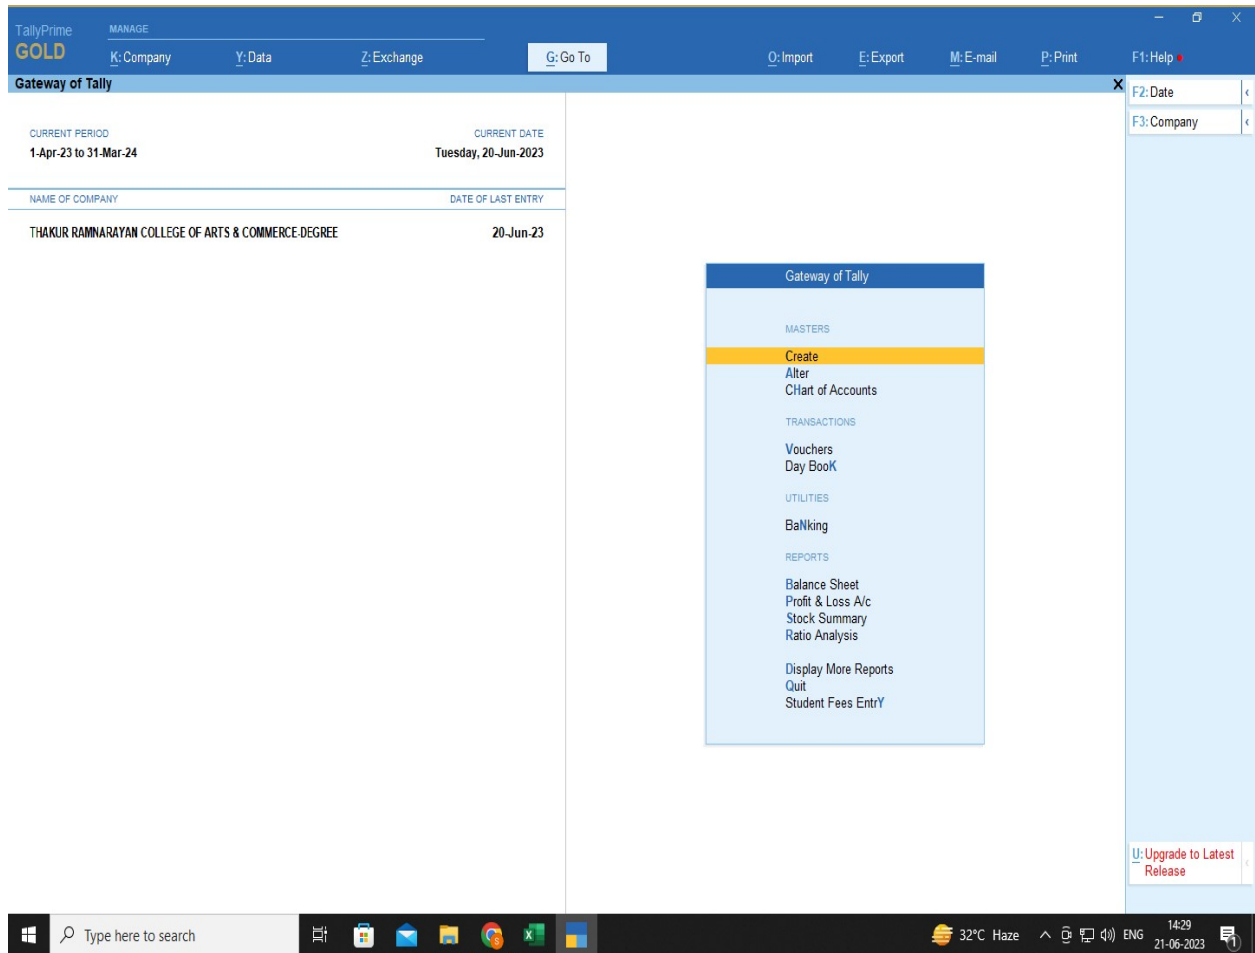 TallyPrime
GOLD
MANAGE
K: Company
Y: Data
Z: Exchange
G: Go To
O: Import
E: Export
M: E-mail
P: Print
F1: Help
Gateway of Tally
X
F2: Date
F3: Company
CURRENT PERIOD
CURRENT DATE
1-Apr-23 to 31-Mar-24
Tuesday, 20-Jun-2023
NAME OF COMPANY
DATE OF LAST ENTRY
THAKUR RAMNARAYAN COLLEGE OF ARTS & COMMERCE-DEGREE
20-Jun-23
Gateway of Tally
MASTERS
Create
Alter
CHart of Accounts
TRANSACTIONS
Vouchers
Day BooK
UTILITIES
BaNking
REPORTS
Balance Sheet
Profit & Loss A/c
Stock Summary
Ratio Analysis
Display More Reports
Quit
Student Fees EntrY
U: Upgrade to Latest
Release
Type here to search
32°C Haze
ENG
14:29
21-06-2023
1